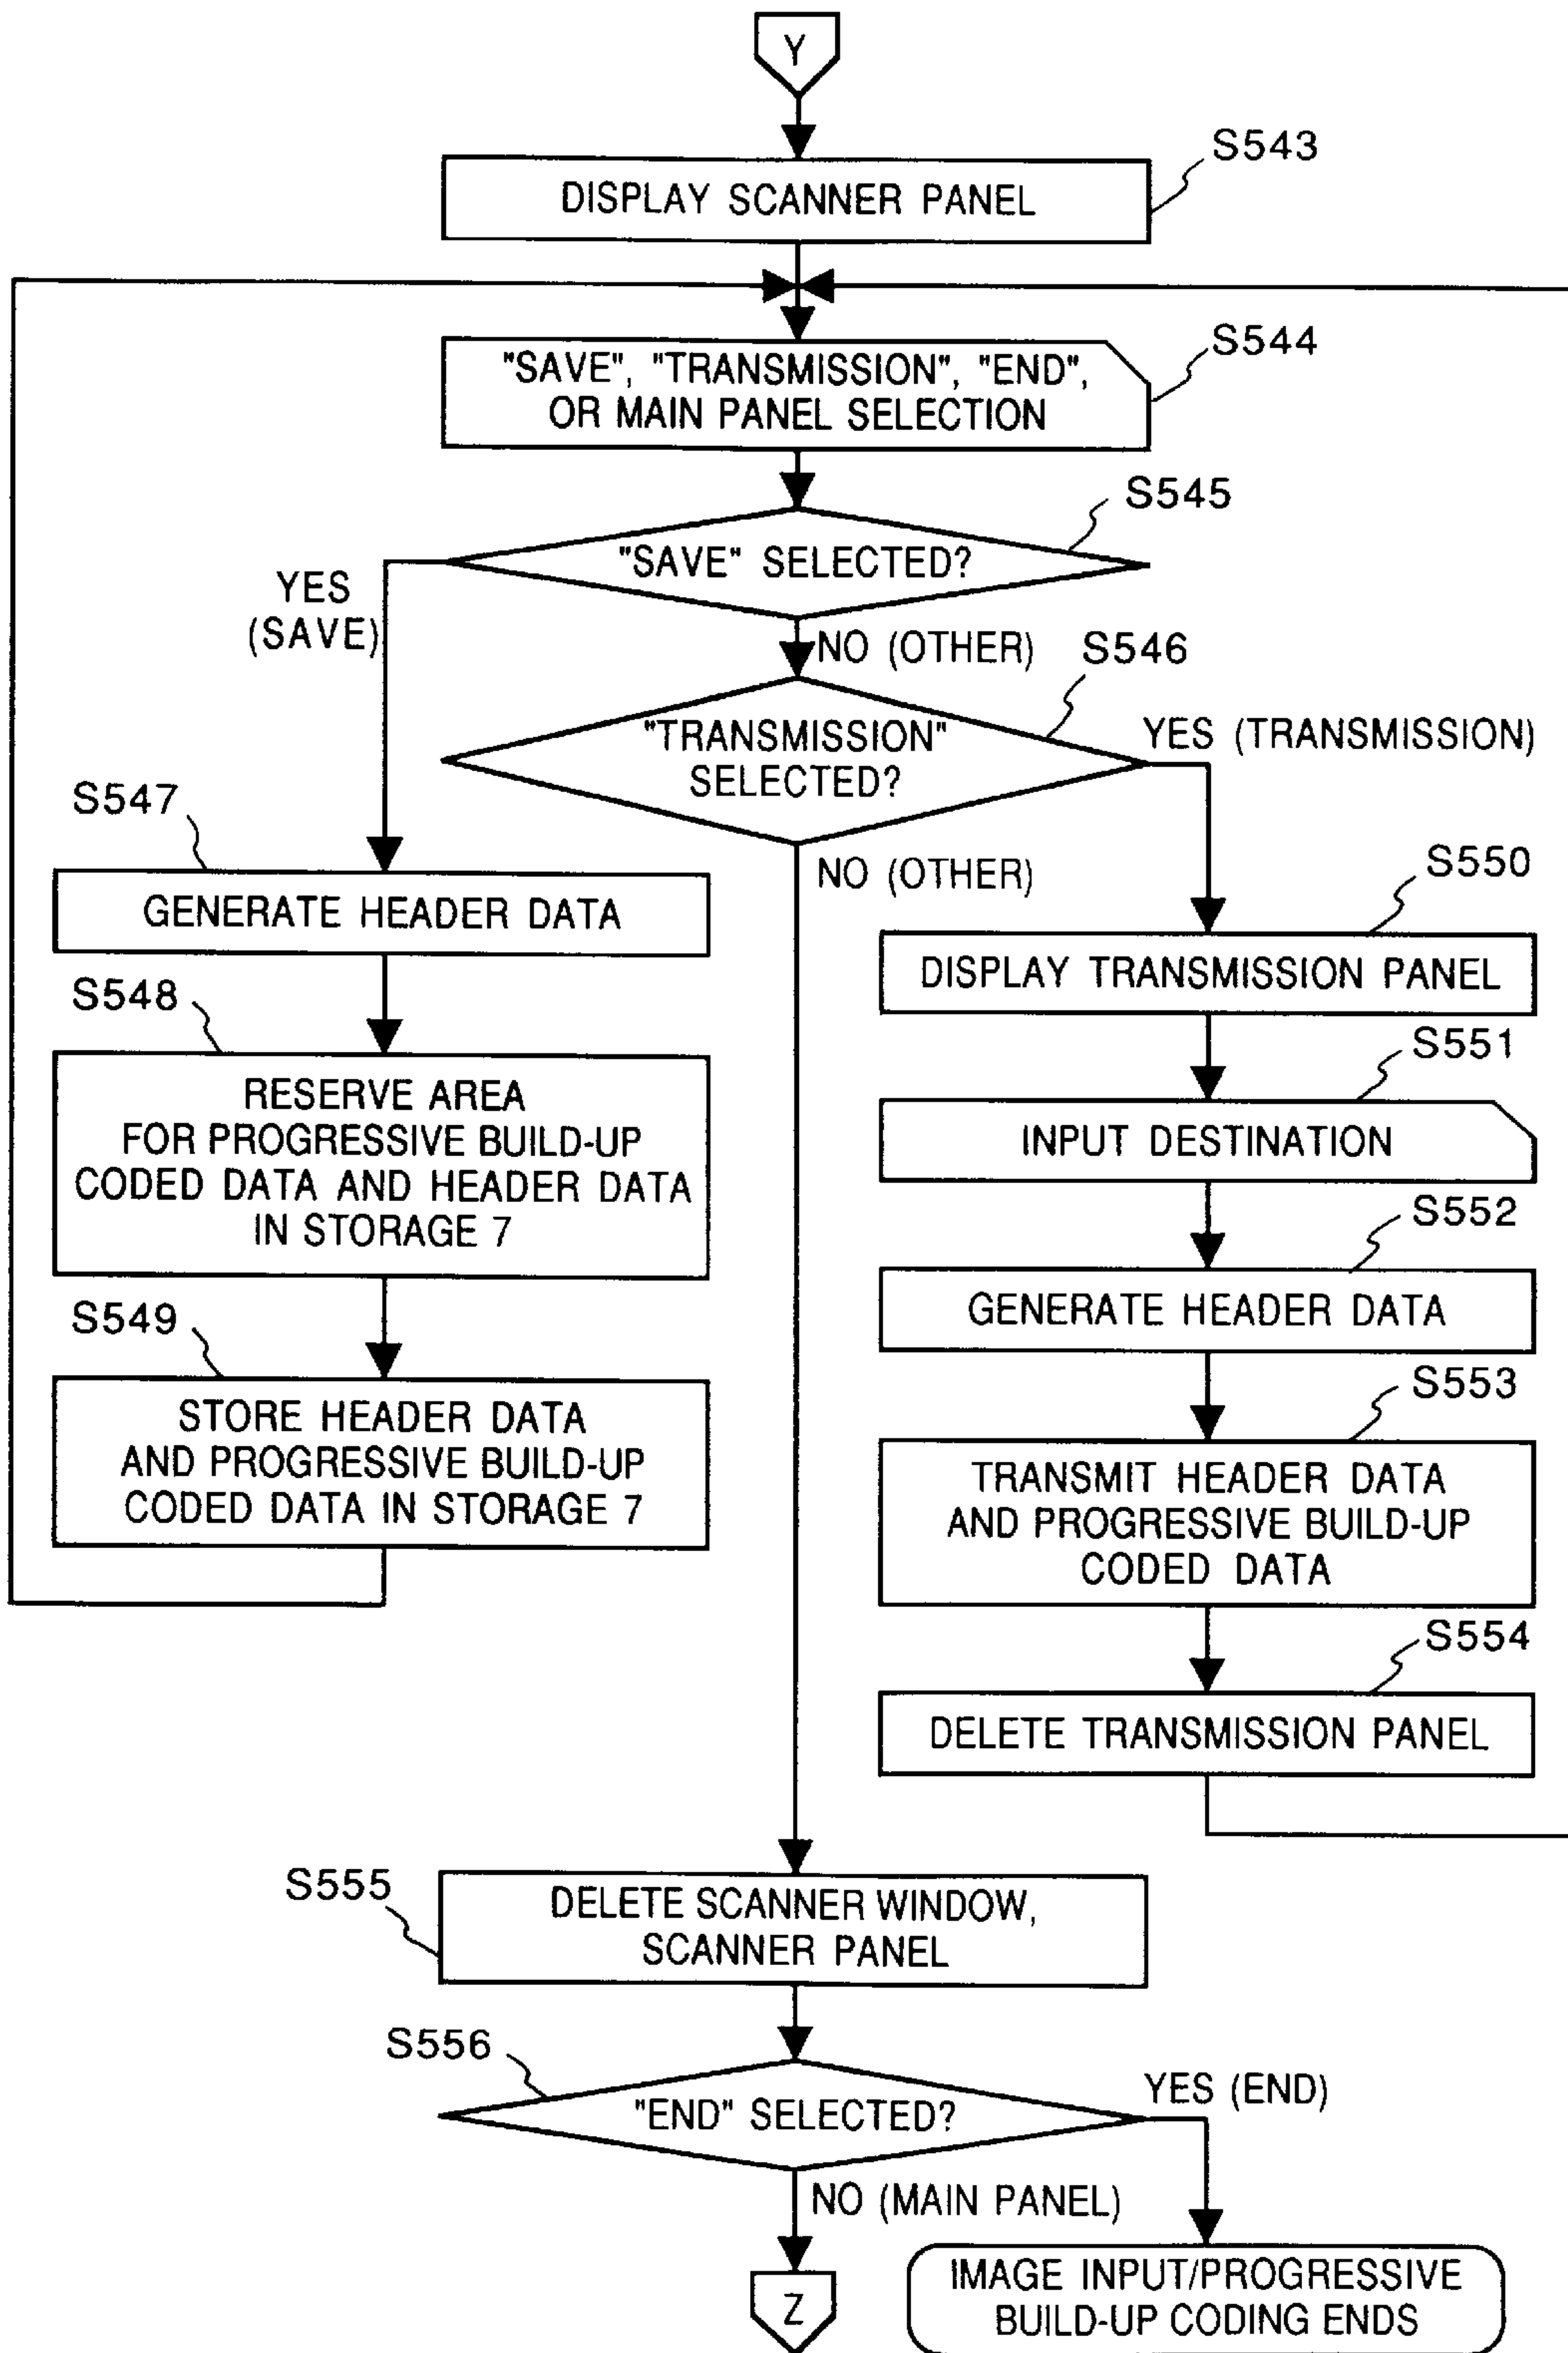 Y
S543
DISPLAY SCANNER PANEL
S544
"SAVE", "TRANSMISSION", "END",
OR MAIN PANEL SELECTION
S545
"SAVE" SELECTED?
YES
(SAVE)
NO (OTHER)
S546
"TRANSMISSION"
SELECTED?
YES (TRANSMISSION)
NO (OTHER)
S547
GENERATE HEADER DATA
S548
RESERVE AREA
FOR PROGRESSIVE BUILD-UP
CODED DATA AND HEADER DATA
IN STORAGE 7
S549
STORE HEADER DATA
AND PROGRESSIVE BUILD-UP
CODED DATA IN STORAGE 7
S550
DISPLAY TRANSMISSION PANEL
S551
INPUT DESTINATION
S552
GENERATE HEADER DATA
S553
TRANSMIT HEADER DATA
AND PROGRESSIVE BUILD-UP
CODED DATA
S554
DELETE TRANSMISSION PANEL
S555
DELETE SCANNER WINDOW,
SCANNER PANEL
S556
"END" SELECTED?
YES (END)
NO (MAIN PANEL)
Z
IMAGE INPUT/PROGRESSIVE
BUILD-UP CODING ENDS